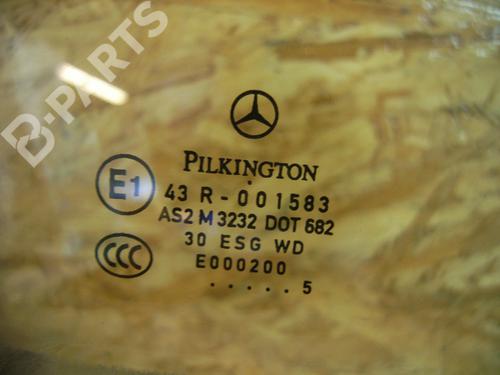 B-PARTS
PILKINGTON
E1
43 R - 001583
AS2 M 3232 DOT 682
30 ESG WD
CCC
E000200
. . . . . 5